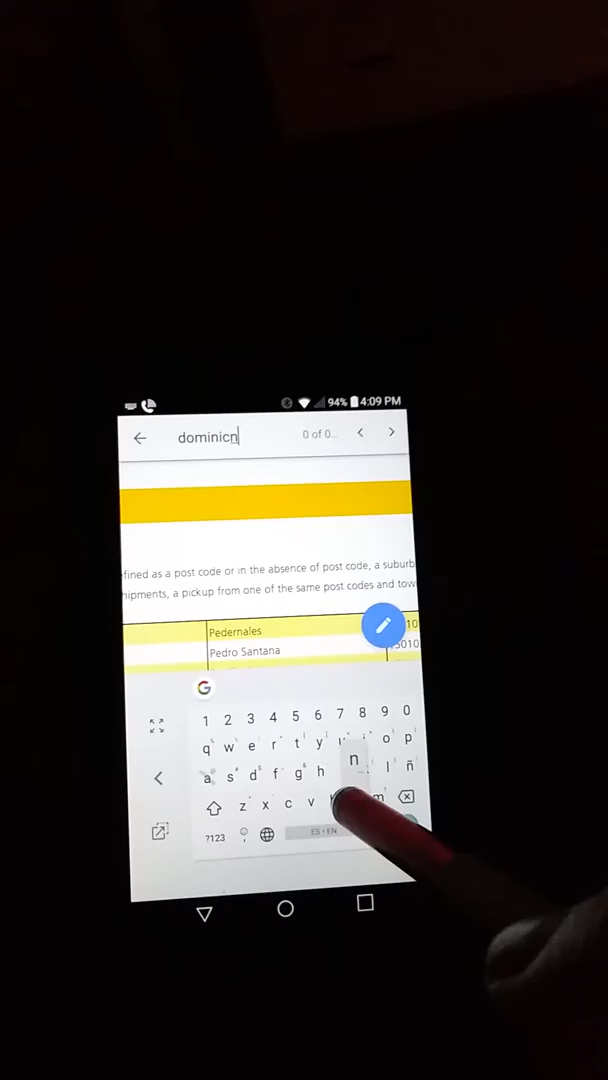 94% 4:09 PM
dominicn 0 of 0...
fined as a post code or in the absence of post code, a suburb
hipments, a pickup from one of the same post codes and tow
Pedernales 10
Pedro Santana 5010
G
1 2 3 4 5 6 7 8 9 0
q w e r t y o p
a s d f g h l ñ
n
z x c v m
?123 ES • EN